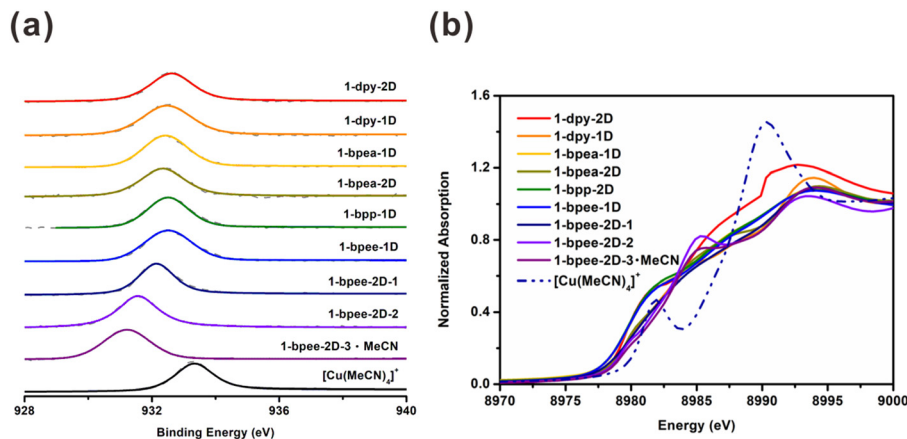 (a)
1-dpy-2D
1-dpy-1D
1-bpea-1D
1-bpea-2D
1-bpp-1D
1-bpee-1D
1-bpee-2D-1
1-bpee-2D-2
1-bpee-2D-3・MeCN
[Cu(MeCN)4]+
928 932 936 940
Binding Energy (eV)
(b)
Normalized Absorption
1.6
1.2
0.8
0.4
0.0
1-dpy-2D
1-dpy-1D
1-bpea-1D
1-bpea-2D
1-bpp-2D
1-bpee-1D
1-bpee-2D-1
1-bpee-2D-2
1-bpee-2D-3・MeCN
[Cu(MeCN)4]+
8970 8975 8980 8985 8990 8995 9000
Energy (eV)